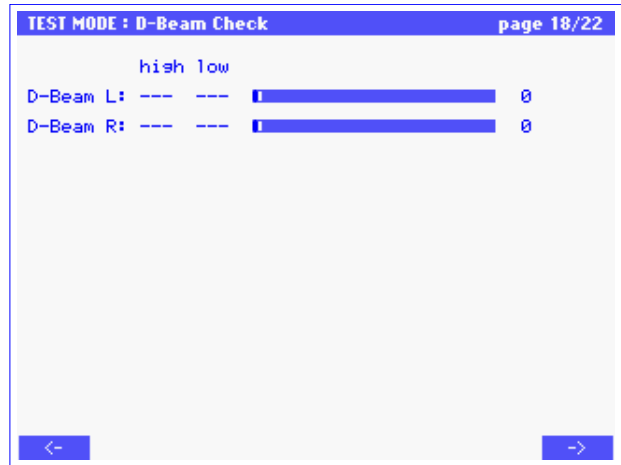 TEST MODE : D-Beam Check page 18/22
high low
D-Beam L: --- --- 0
D-Beam R: --- --- 0
<- ->